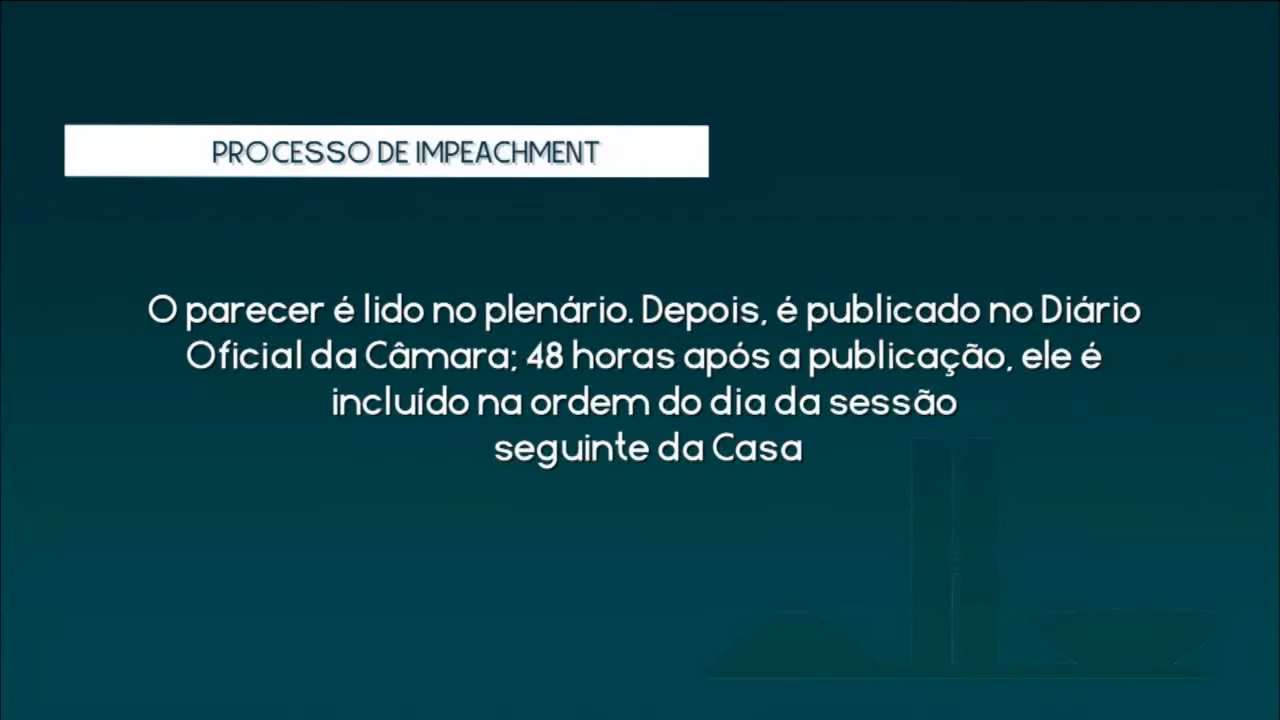 PROCESSO DE IMPEACHMENT
O parecer é lido no plenário. Depois, é publicado no Diário
Oficial da Câmara; 48 horas após a publicação, ele é
incluído na ordem do dia da sessão
seguinte da Casa